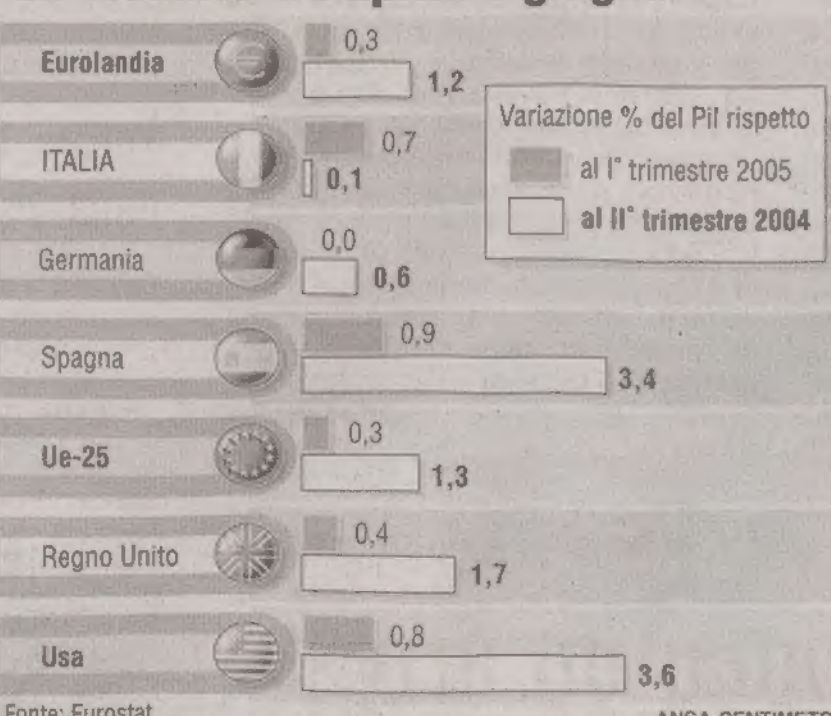 Eurolandia
0,3
1,2
Variazione % del Pil rispetto
al I° trimestre 2005
al II° trimestre 2004
ITALIA
0,7
0,1
Germania
0,0
0,6
Spagna
0,9
3,4
Ue-25
0,3
1,3
Regno Unito
0,4
1,7
Usa
0,8
3,6
Fonte: Eurostat